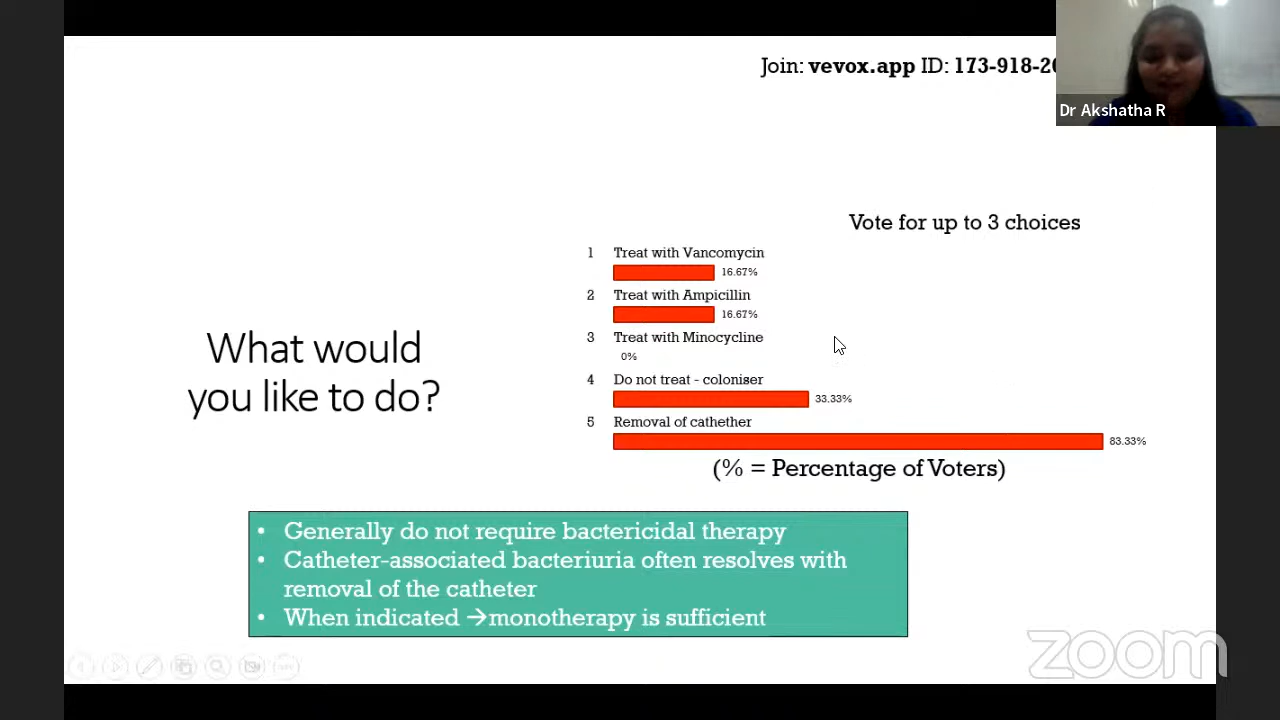 Join: vevox.app ID: 173-918-20
Dr Akshatha R
Vote for up to 3 choices
1 Treat with Vancomycin
16.67%
2 Treat with Ampicillin
16.67%
3 Treat with Minocycline
0%
4 Do not treat - coloniser
33.33%
5 Removal of cathether
83.33%
(% = Percentage of Voters)
What would
you like to do?
• Generally do not require bactericidal therapy
• Catheter-associated bacteriuria often resolves with
removal of the catheter
• When indicated →monotherapy is sufficient
zoom